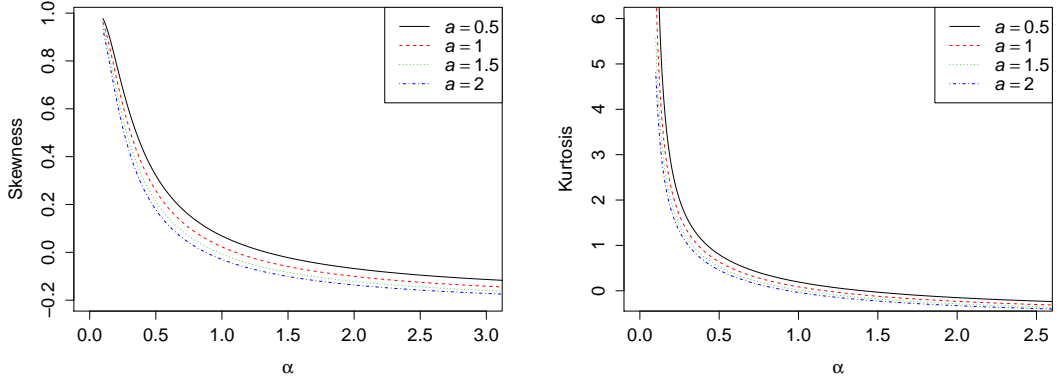 Skewness
1.0
0.8
0.6
0.4
0.2
0.0
−0.2
0.0 0.5 1.0 1.5 2.0 2.5 3.0
α
a = 0.5
a = 1
a = 1.5
a = 2
Kurtosis
6
5
4
3
2
1
0
0.0 0.5 1.0 1.5 2.0 2.5
α
a = 0.5
a = 1
a = 1.5
a = 2